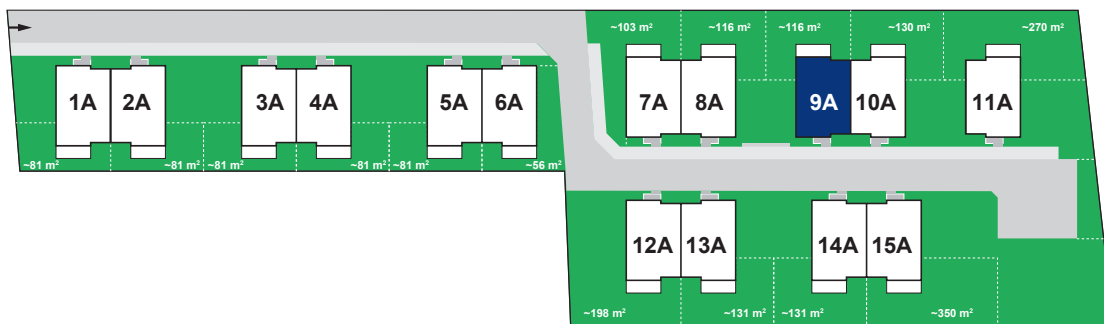 ~103 m² ~116 m² ~116 m² ~130 m² ~270 m²
1A 2A 3A 4A 5A 6A 7A 8A 9A 10A 11A
~81 m² ~81 m² ~81 m² ~81 m² ~81 m² ~56 m²
12A 13A 14A 15A
~198 m² ~131 m² ~131 m² ~350 m²